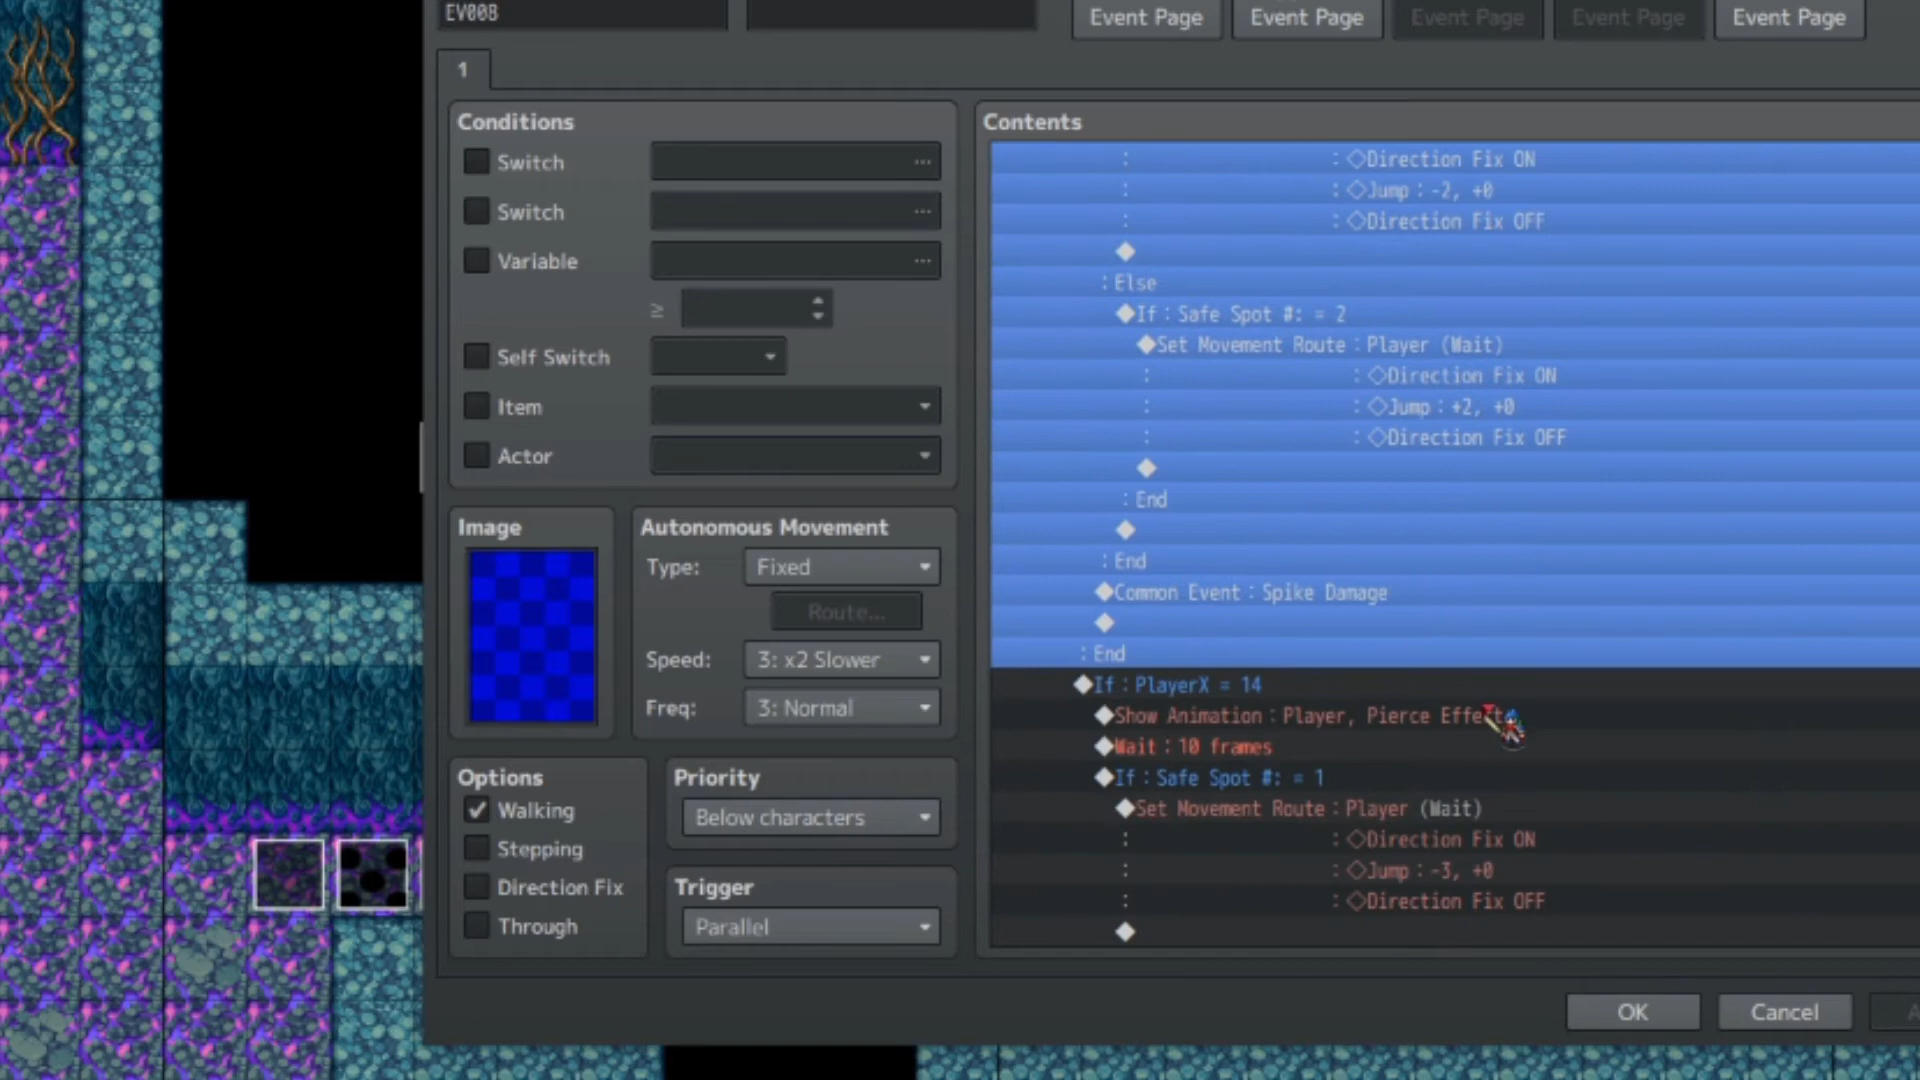 EV008
Event Page
Event Page
Event Page
Event Page
Event Page
1
Conditions
Switch ...
Switch ...
Variable ...
≥
Self Switch
Item
Actor
Image
Autonomous Movement
Type: Fixed
Route...
Speed: 3: x2 Slower
Freq: 3: Normal
Options
Walking
Stepping
Direction Fix
Through
Priority
Below characters
Trigger
Parallel
Contents
: : ◇Direction Fix ON
: : ◇Jump : -2, +0
: : ◇Direction Fix OFF
◆
: Else
◆If : Safe Spot #: = 2
◆Set Movement Route : Player (Wait)
: : ◇Direction Fix ON
: : ◇Jump : +2, +0
: : ◇Direction Fix OFF
◆
: End
◆
: End
◆Common Event : Spike Damage
◆
: End
◆If : PlayerX = 14
◆Show Animation : Player, Pierce Effect
◆Wait : 10 frames
◆If : Safe Spot #: = 1
◆Set Movement Route : Player (Wait)
: : ◇Direction Fix ON
: : ◇Jump : -3, +0
: : ◇Direction Fix OFF
◆
OK
Cancel